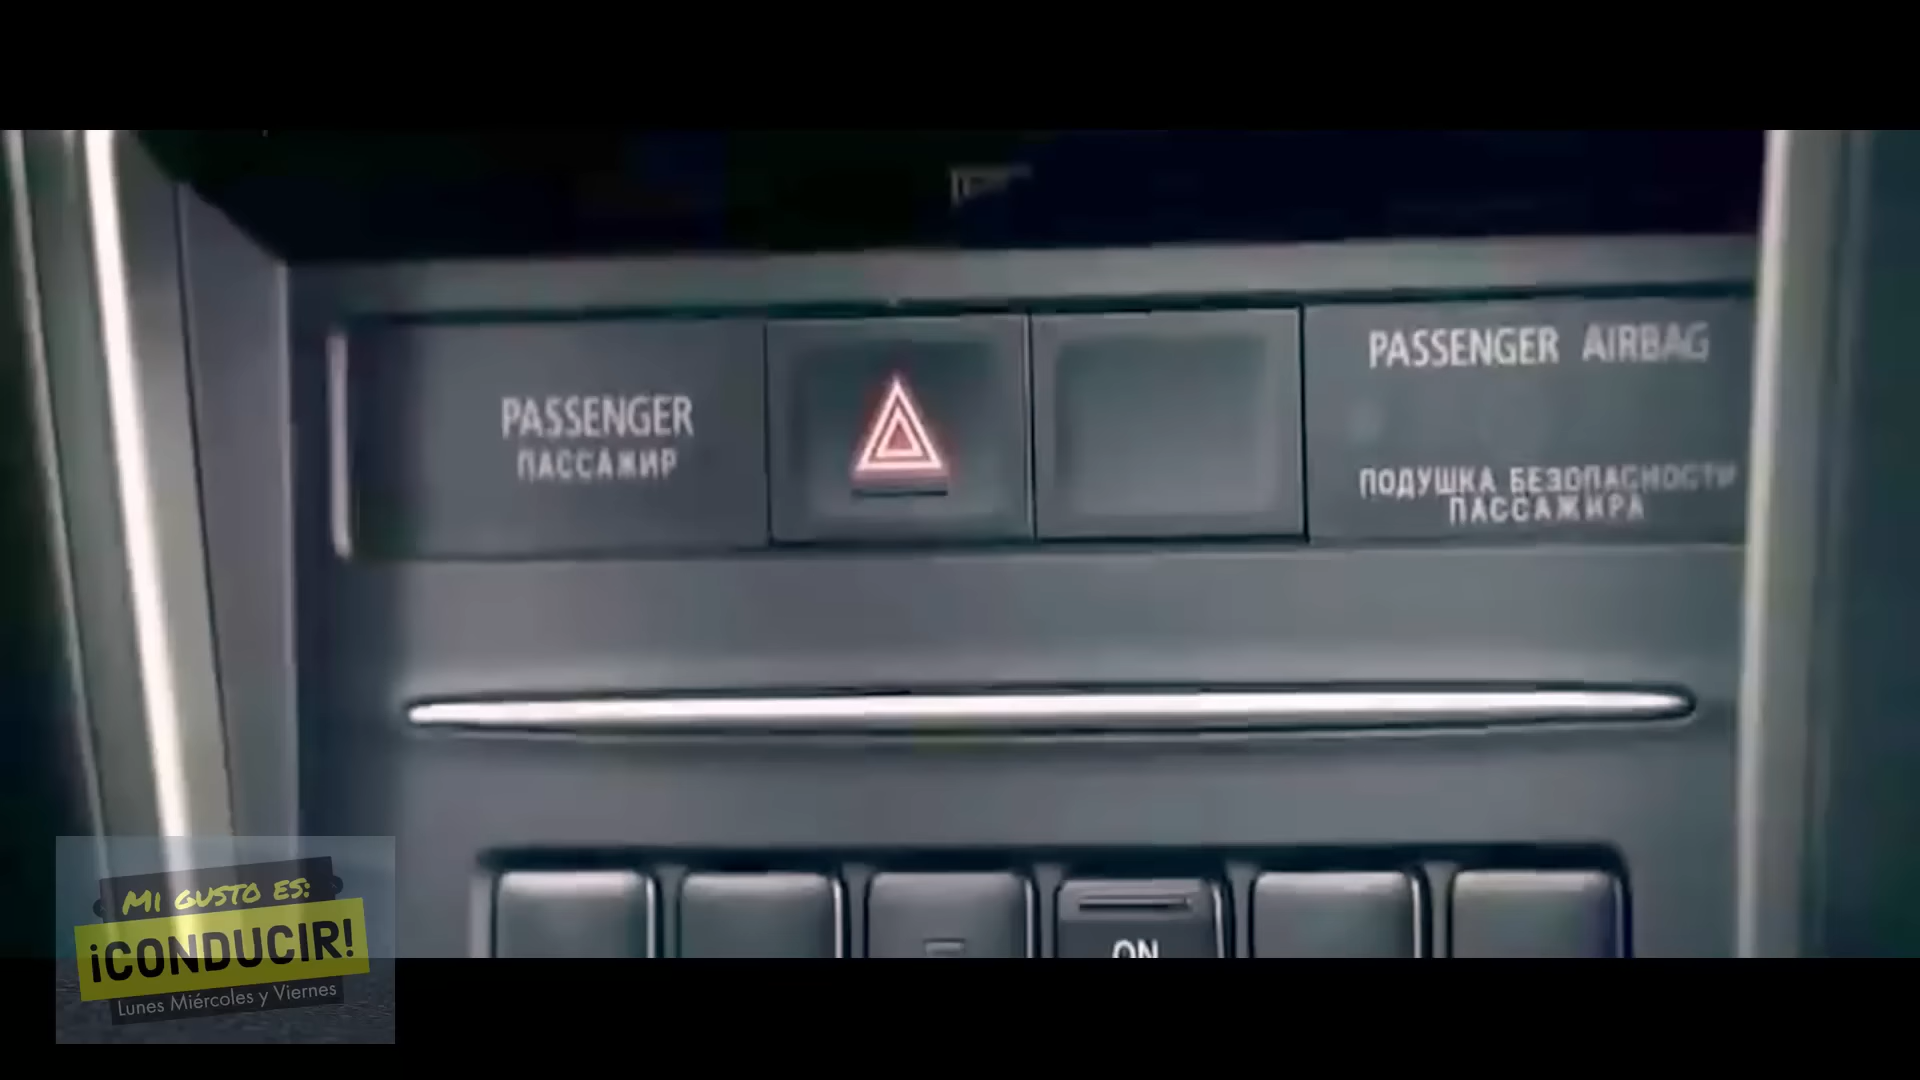 PASSENGER
ПАССАЖИР
PASSENGER AIRBAG
ПОДУШКА БЕЗОПАСНОСТИ
ПАССАЖИРА
ON
MI GUSTO ES:
¡CONDUCIR!
Lunes Miércoles y Viernes